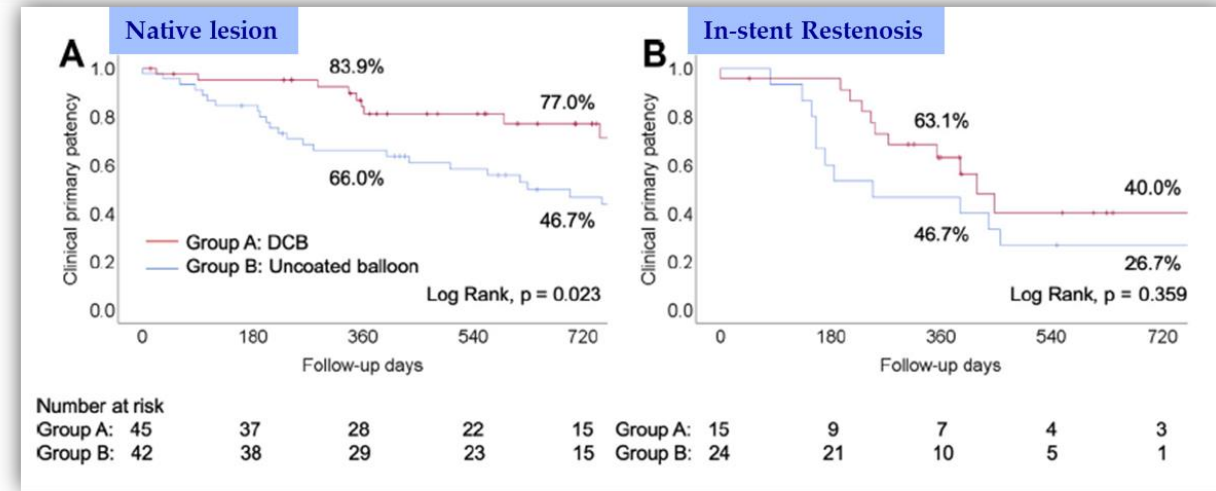 Native lesion
A
Clinical primary patency
1.0
0.8
0.6
0.4
0.2
0.0
83.9%
77.0%
66.0%
46.7%
Group A: DCB
Group B: Uncoated balloon
Log Rank, p = 0.023
0 180 360 540 720
Follow-up days
In-stent Restenosis
B
Clinical primary patency
1.0
0.8
0.6
0.4
0.2
0.0
63.1%
40.0%
46.7%
26.7%
Log Rank, p = 0.359
0 180 360 540 720
Follow-up days
Number at risk
Group A: 45 37 28 22 15 Group A: 15 9 7 4 3
Group B: 42 38 29 23 15 Group B: 24 21 10 5 1